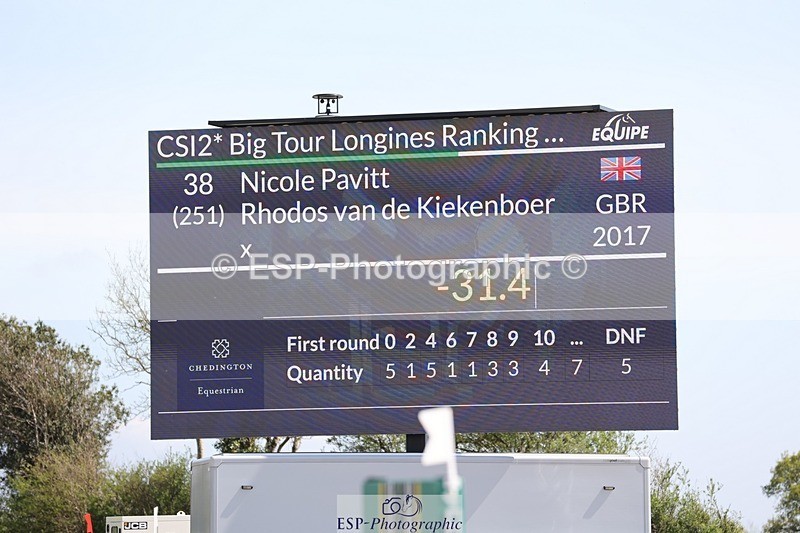 CSI2* Big Tour Longines Ranking ...
EQUIPE
38 Nicole Pavitt
(251) Rhodos van de Kiekenboer GBR
x 2017
© ESP-Photographic ©
-31.4
First round 0 2 4 6 7 8 9 10 ... DNF
Quantity 5 1 5 1 1 3 3 4 7 5
CHEDINGTON
Equestrian
JCB
ESP-Photographic